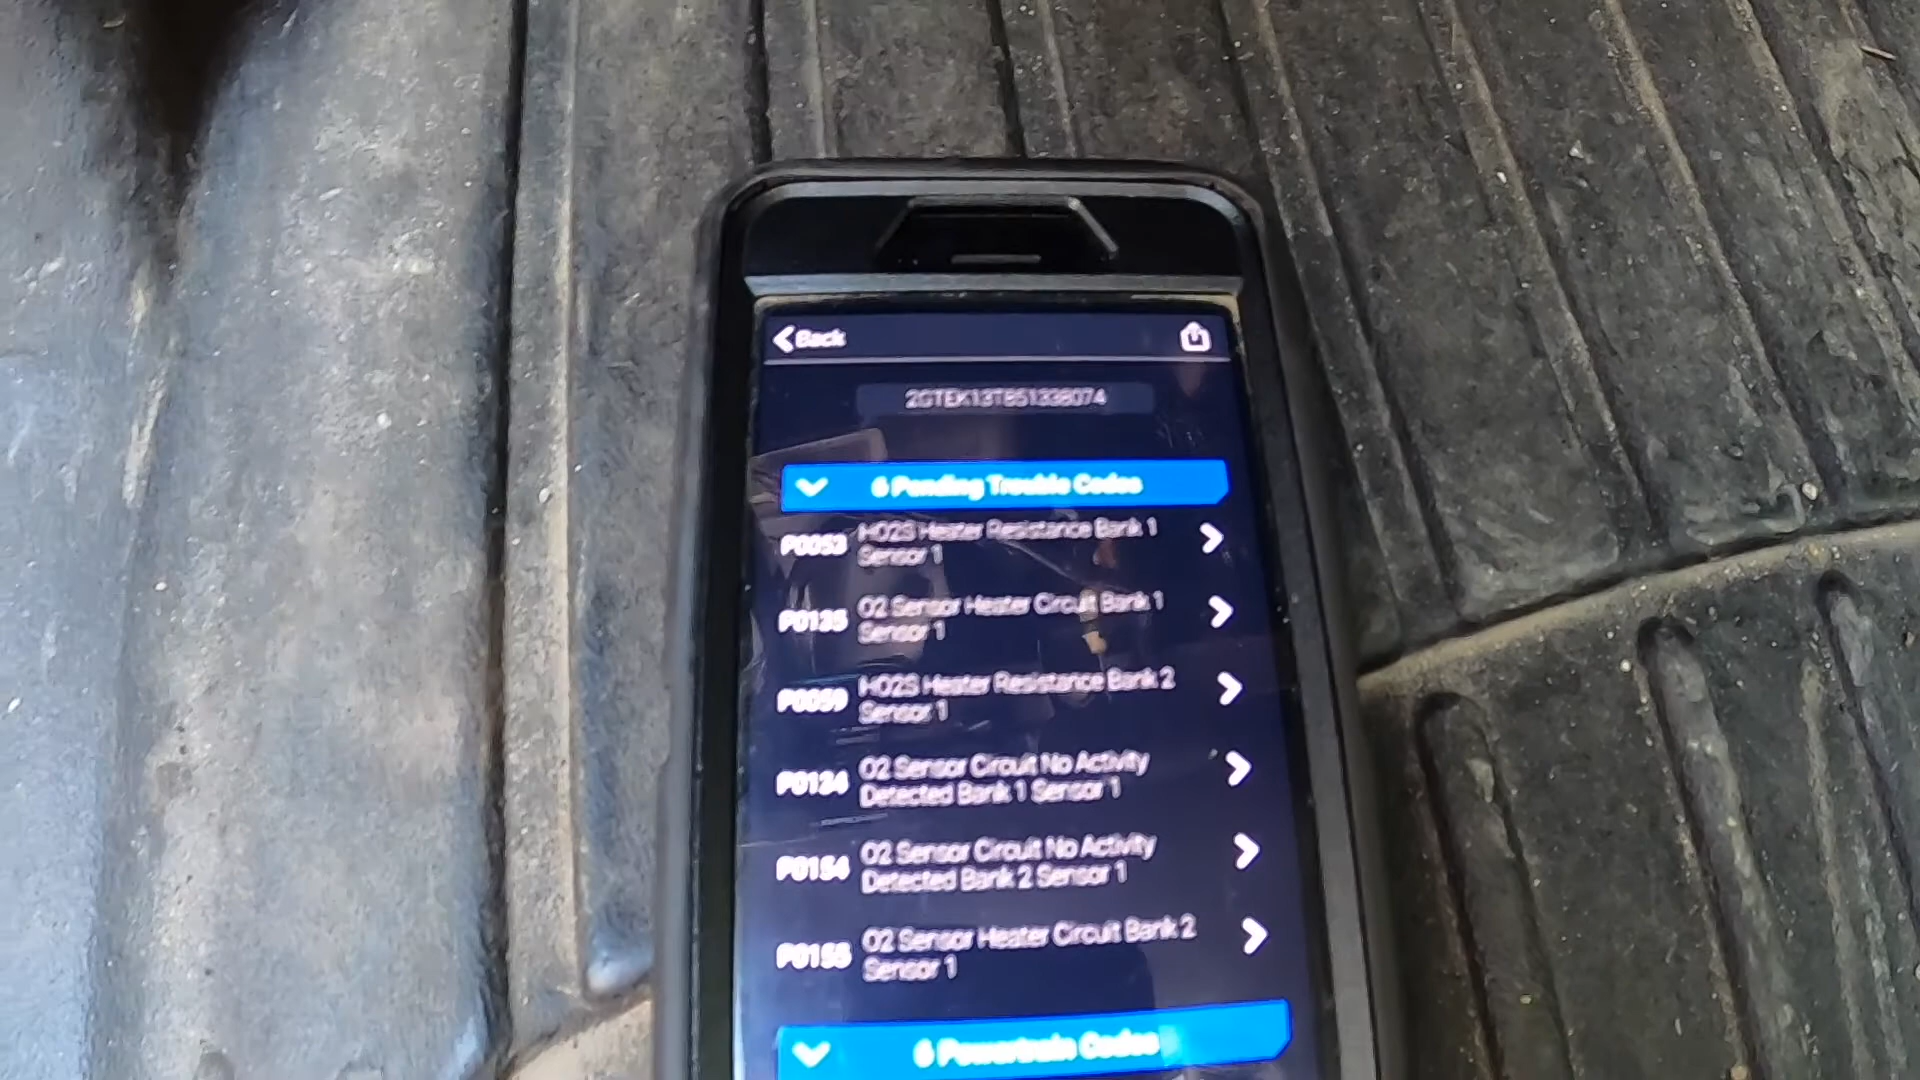 Back
2GTEK13T851338074
6 Pending Trouble Codes
P0053 HO2S Heater Resistance Bank 1
Sensor 1
P0135 O2 Sensor Heater Circuit Bank 1
Sensor 1
P0059 HO2S Heater Resistance Bank 2
Sensor 1
P0134 O2 Sensor Circuit No Activity
Detected Bank 1 Sensor 1
P0154 O2 Sensor Circuit No Activity
Detected Bank 2 Sensor 1
P0155 O2 Sensor Heater Circuit Bank 2
Sensor 1
6 Powertrain Codes